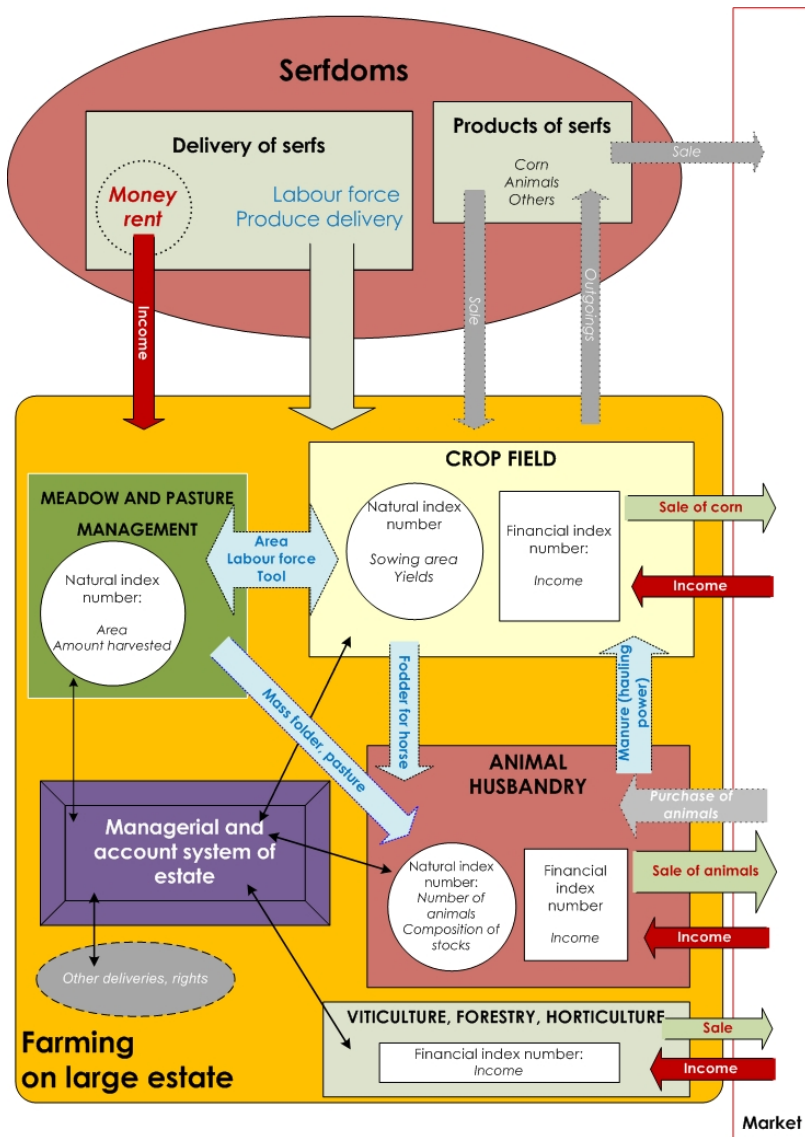 Serfdoms
Delivery of serfs
Money
rent
Labour force
Produce delivery
Products of serfs
Corn
Animals
Others
Sale
Income
Sale
Outgoings
MEADOW AND PASTURE
MANAGEMENT
Natural index
number:
Area
Amount harvested
Area
Labour force
Tool
CROP FIELD
Natural index
number
Sowing area
Yields
Financial index
number:
Income
Sale of corn
Income
Mass folder, pasture
Fodder for horse
Manure (hauling
power)
ANIMAL
HUSBANDRY
Purchase of
animals
Managerial and
account system of
estate
Natural index
number:
Number of
animals
Composition of
stocks
Financial
index
number
Income
Sale of animals
Income
Other deliveries, rights
VITICULTURE, FORESTRY, HORTICULTURE
Financial index number:
Income
Sale
Income
Farming
on large estate
Market